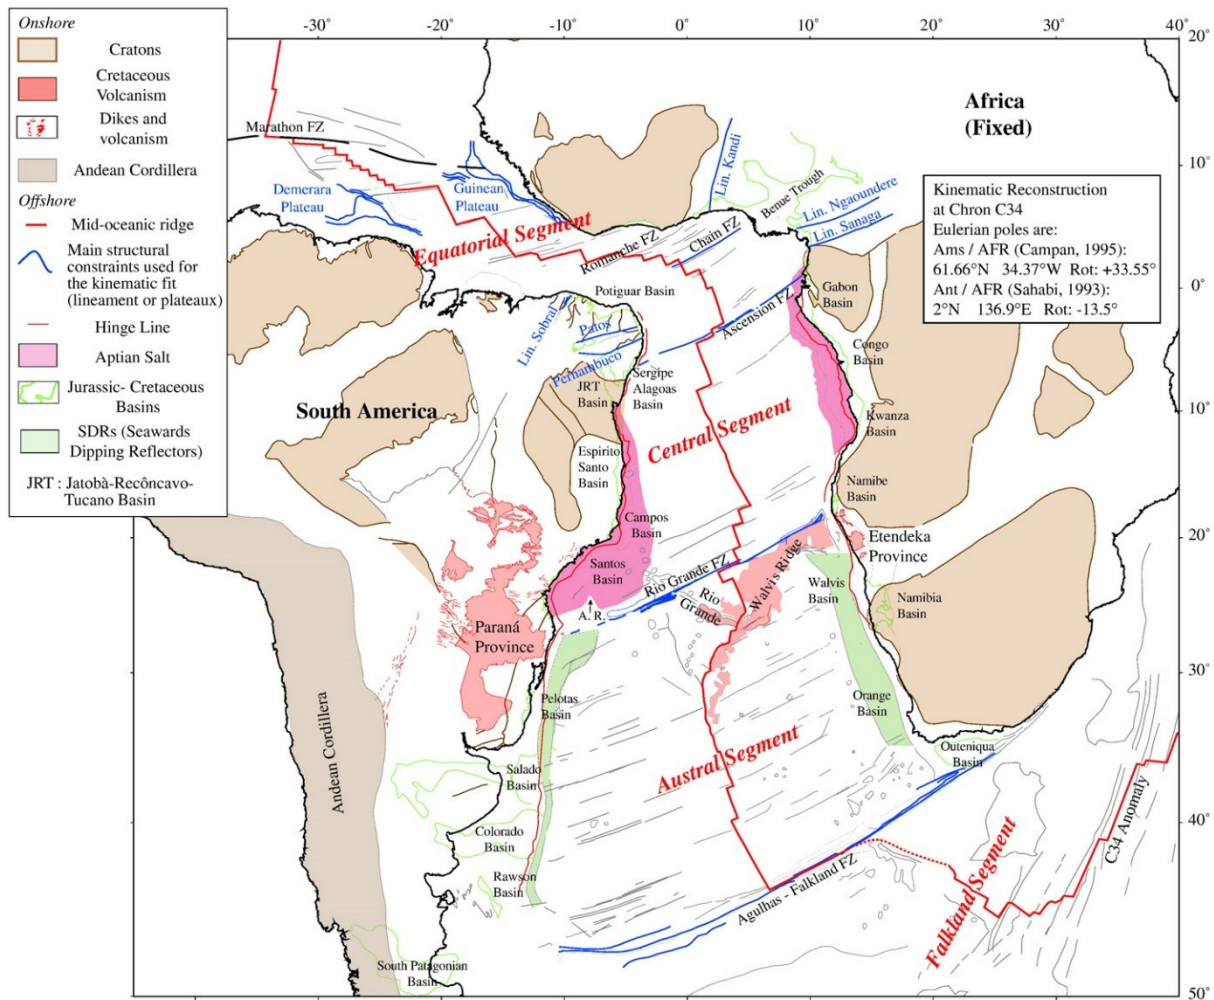 Onshore
Cratons
Cretaceous
Volcanism
Dikes and
volcanism
Andean Cordillera
Offshore
Mid-oceanic ridge
Main structural
constraints used for
the kinematic fit
(lineament or plateaux)
Hinge Line
Aptian Salt
Jurassic- Cretaceous
Basins
SDRs (Seawards
Dipping Reflectors)
JRT : Jatobà-Recôncavo-
Tucano Basin
-30°
-20°
-10°
0°
10°
20°
30°
40°
20°
10°
0°
10°
20°
30°
40°
50°
Africa
(Fixed)
Kinematic Reconstruction
at Chron C34
Eulerian poles are:
Ams / AFR (Campan, 1995):
61.66°N 34.37°W Rot: +33.55°
Ant / AFR (Sahabi, 1993):
2°N 136.9°E Rot: -13.5°
Marathon FZ
Demerara
Plateau
Guinean
Plateau
Equatorial Segment
Romanche FZ
Chain FZ
Lin. Kandi
Benue Trough
Lin. Ngaoundere
Lin. Sanaga
Potiguar Basin
Lin. Sobral
Patos
Pernambuco
Ascension FZ
Gabon
Basin
Congo
Basin
JRT
Basin
Sergipe
Alagoas
Basin
South America
Central Segment
Kwanza
Basin
Espirito
Santo
Basin
Namibe
Basin
Campos
Basin
Santos
Basin
Etendeka
Province
Rio Grande FZ
Walvis Ridge
Walvis
Basin
A. R.
Rio
Grande
Namibia
Basin
Paraná
Province
Pelotas
Basin
Orange
Basin
Andean Cordillera
Austral Segment
Outeniqua
Basin
Salado
Basin
Colorado
Basin
Rawson
Basin
Agulhas - Falkland FZ
Falkland Segment
C34 Anomaly
South Patagonian
Basin